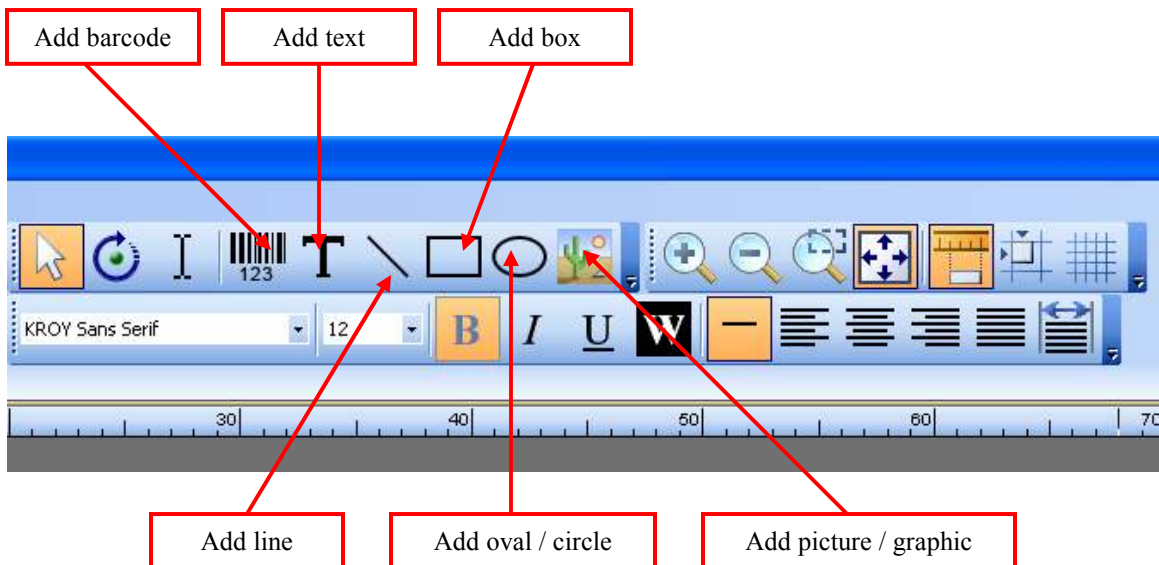 Add barcode
Add text
Add box
123
T
KROY Sans Serif
12
B
I
U
W
30
40
50
60
70
Add line
Add oval / circle
Add picture / graphic